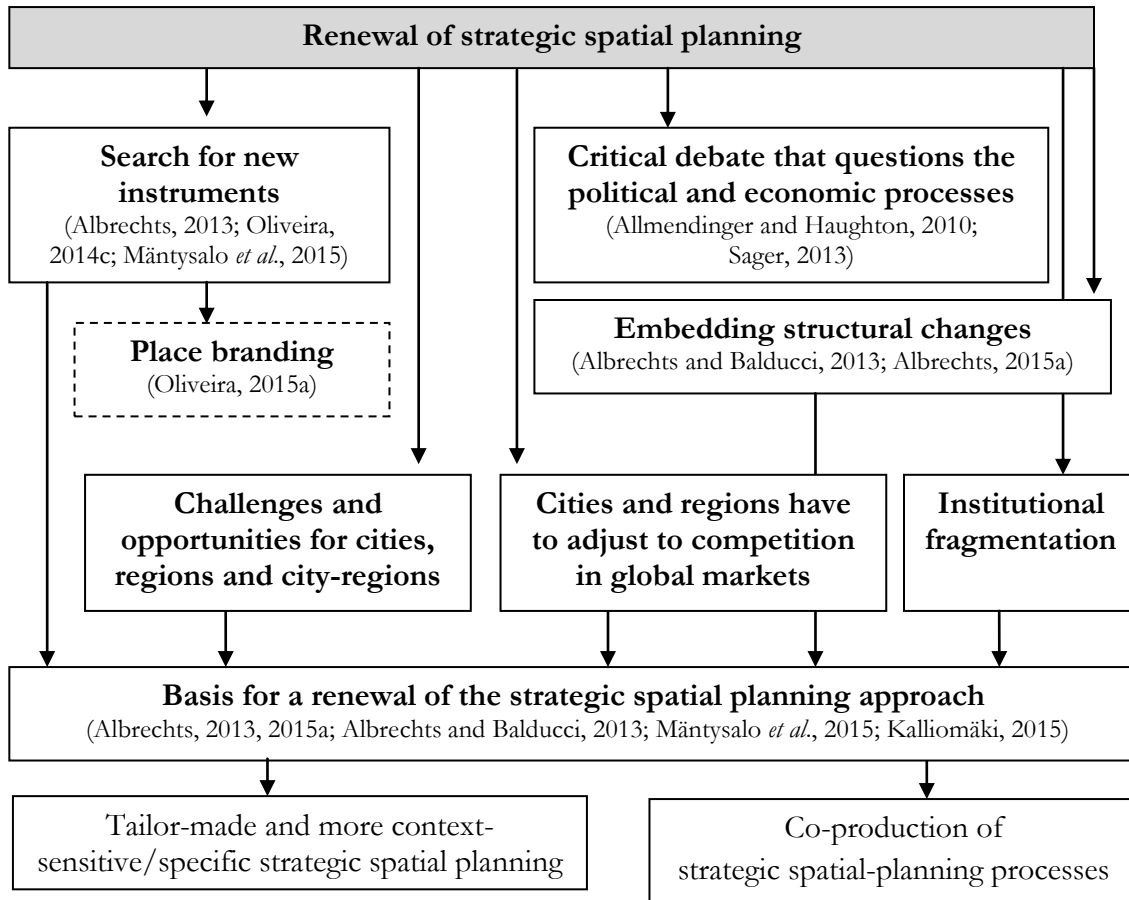 Renewal of strategic spatial planning
Search for new
instruments
(Albrechts, 2013; Oliveira,
2014c; Mäntysalo et al., 2015)
Critical debate that questions the
political and economic processes
(Allmendinger and Haughton, 2010;
Sager, 2013)
Place branding
(Oliveira, 2015a)
Embedding structural changes
(Albrechts and Balducci, 2013; Albrechts, 2015a)
Challenges and
opportunities for cities,
regions and city-regions
Cities and regions have
to adjust to competition
in global markets
Institutional
fragmentation
Basis for a renewal of the strategic spatial planning approach
(Albrechts, 2013, 2015a; Albrechts and Balducci, 2013; Mäntysalo et al., 2015; Kalliomäki, 2015)
Tailor-made and more context-
sensitive/specific strategic spatial planning
Co-production of
strategic spatial-planning processes